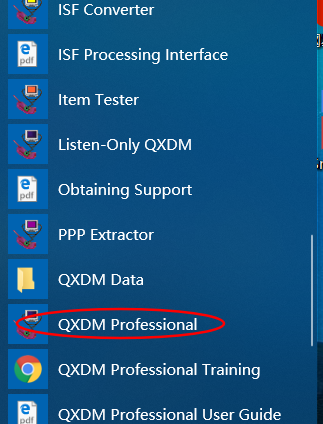 ISF Converter
pdf
ISF Processing Interface
Item Tester
Listen-Only QXDM
pdf
Obtaining Support
PPP Extractor
QXDM Data
QXDM Professional
QXDM Professional Training
pdf
QXDM Professional User Guide